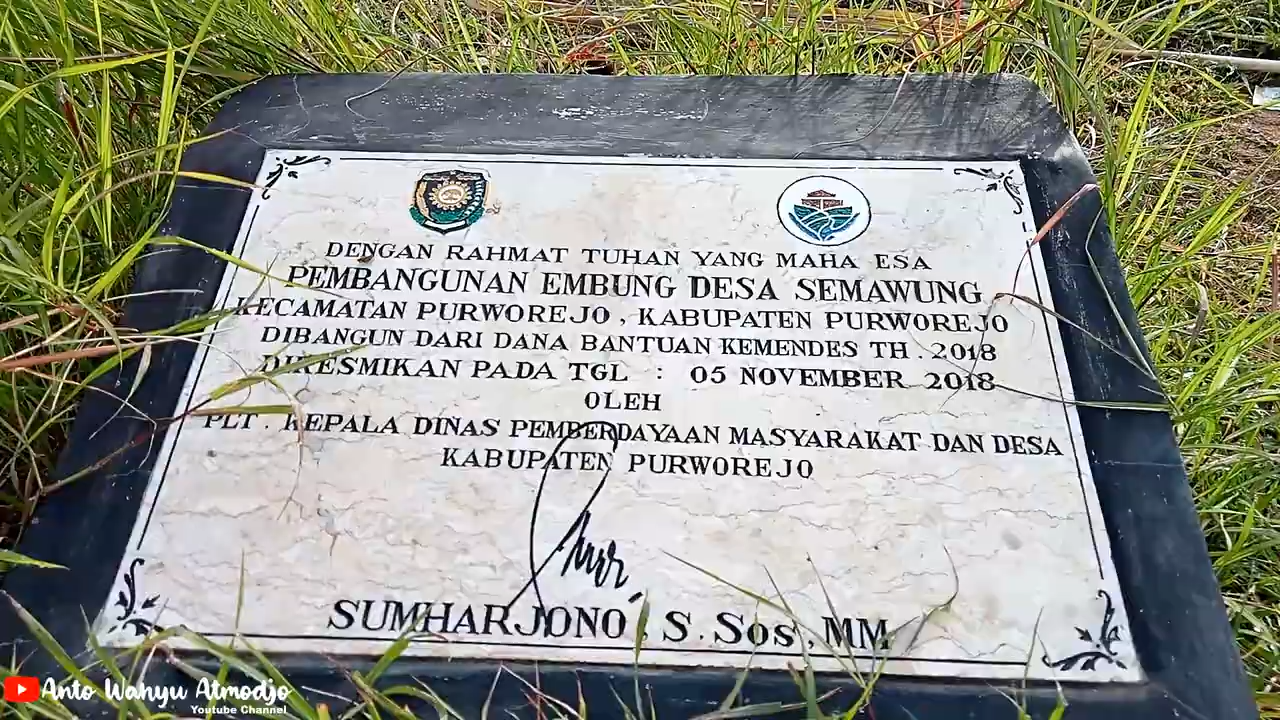 DENGAN RAHMAT TUHAN YANG MAHA ESA
PEMBANGUNAN EMBUNG DESA SEMAWUNG
KECAMATAN PURWOREJO, KABUPATEN PURWOREJO
DIBANGUN DARI DANA BANTUAN KEMENDES TH. 2018
DIRESMIKAN PADA TGL : 05 NOVEMBER 2018
OLEH
PLT. KEPALA DINAS PEMBERDAYAAN MASYARAKAT DAN DESA
KABUPATEN PURWOREJO
SUMHARJONO, S. Sos, MM
Anto Wahyu Atmodjo
Youtube Channel